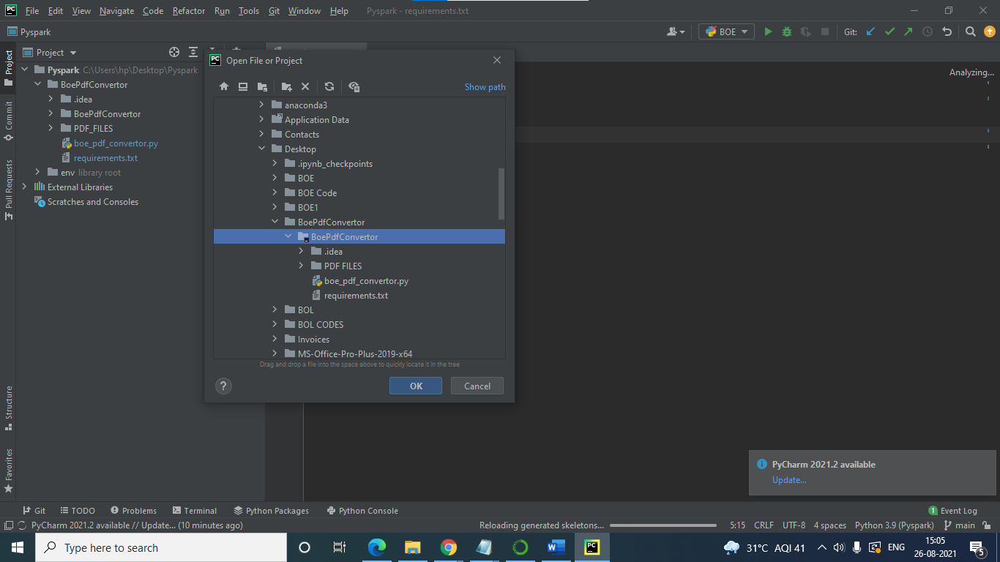 PC File Edit View Navigate Code Refactor Run Tools Git Window Help Pyspark - requirements.txt
Pyspark BOE Git:
Project
Pyspark C:\Users\hp\Desktop\Pyspark
BoePdfConvertor
.idea
BoePdfConvertor
PDF_FILES
boe_pdf_convertor.py
requirements.txt
env library root
External Libraries
Scratches and Consoles
Project
Commit
Pull Requests
Structure
Favorites
Analyzing...
PC Open File or Project
Show path
anaconda3
Application Data
Contacts
Desktop
.ipynb_checkpoints
BOE
BOE Code
BOE1
BoePdfConvertor
BoePdfConvertor
.idea
PDF FILES
boe_pdf_convertor.py
requirements.txt
BOL
BOL CODES
Invoices
MS-Office-Pro-Plus-2019-x64
Drag and drop a file into the space above to quickly locate it in the tree
? OK Cancel
PyCharm 2021.2 available
Update...
Git TODO Problems Terminal Python Packages Python Console 1 Event Log
PyCharm 2021.2 available // Update... (10 minutes ago) Reloading generated skeletons... 5:15 CRLF UTF-8 4 spaces Python 3.9 (Pyspark) main
Type here to search W PC 31°C AQI 41 ENG 15:05
26-08-2021 5